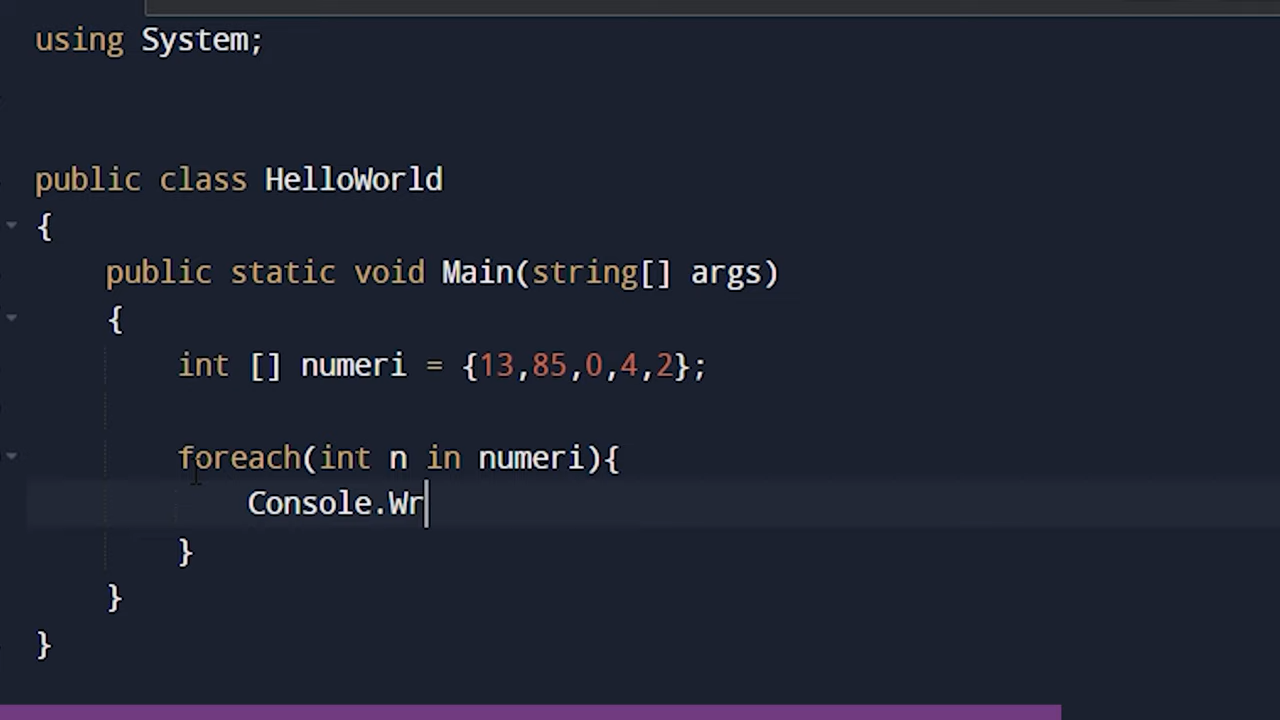 using System;
public class HelloWorld
{
public static void Main(string[] args)
{
int [] numeri = {13,85,0,4,2};
foreach(int n in numeri){
Console.Wr
}
}
}